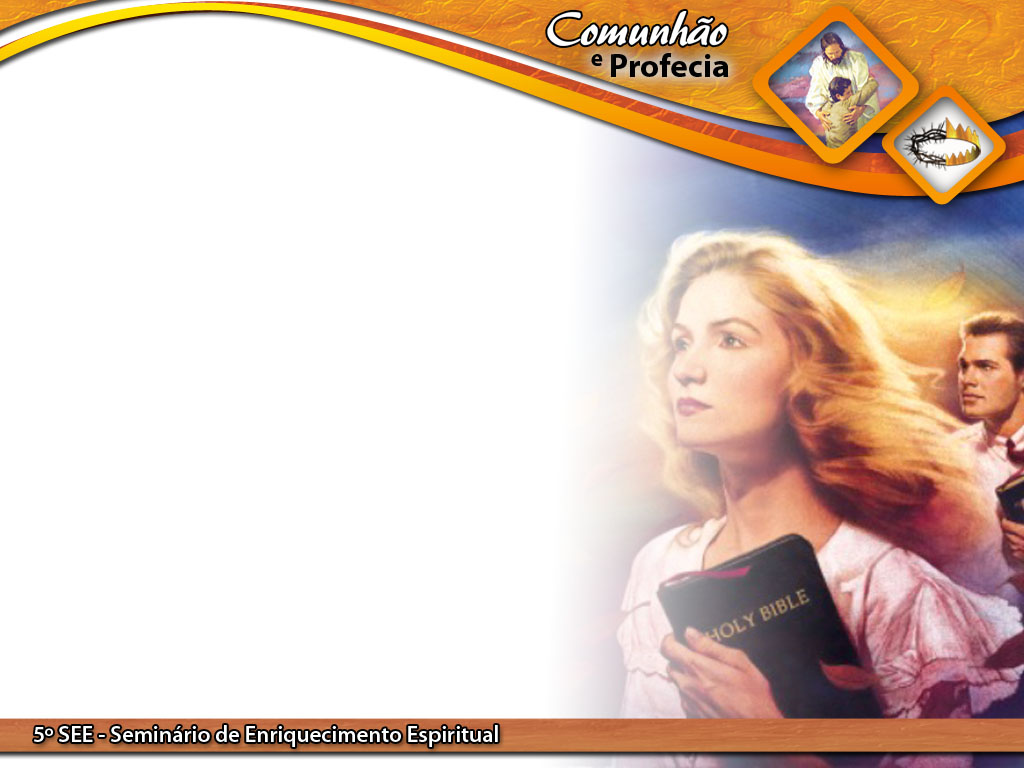 Comunhão
e Profecia
HOLY BIBLE
5º SEE - Seminário de Enriquecimento Espiritual